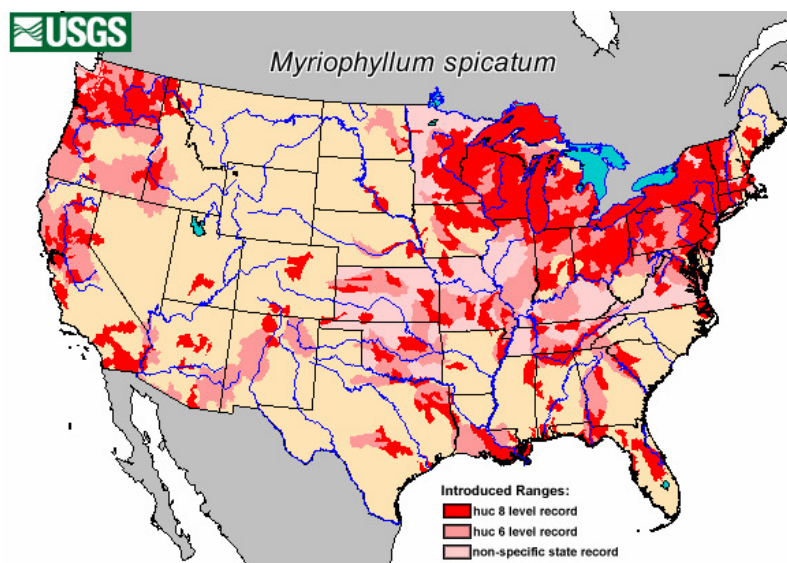 USGS
Myriophyllum spicatum
Introduced Ranges:
huc 8 level record
huc 6 level record
non-specific state record